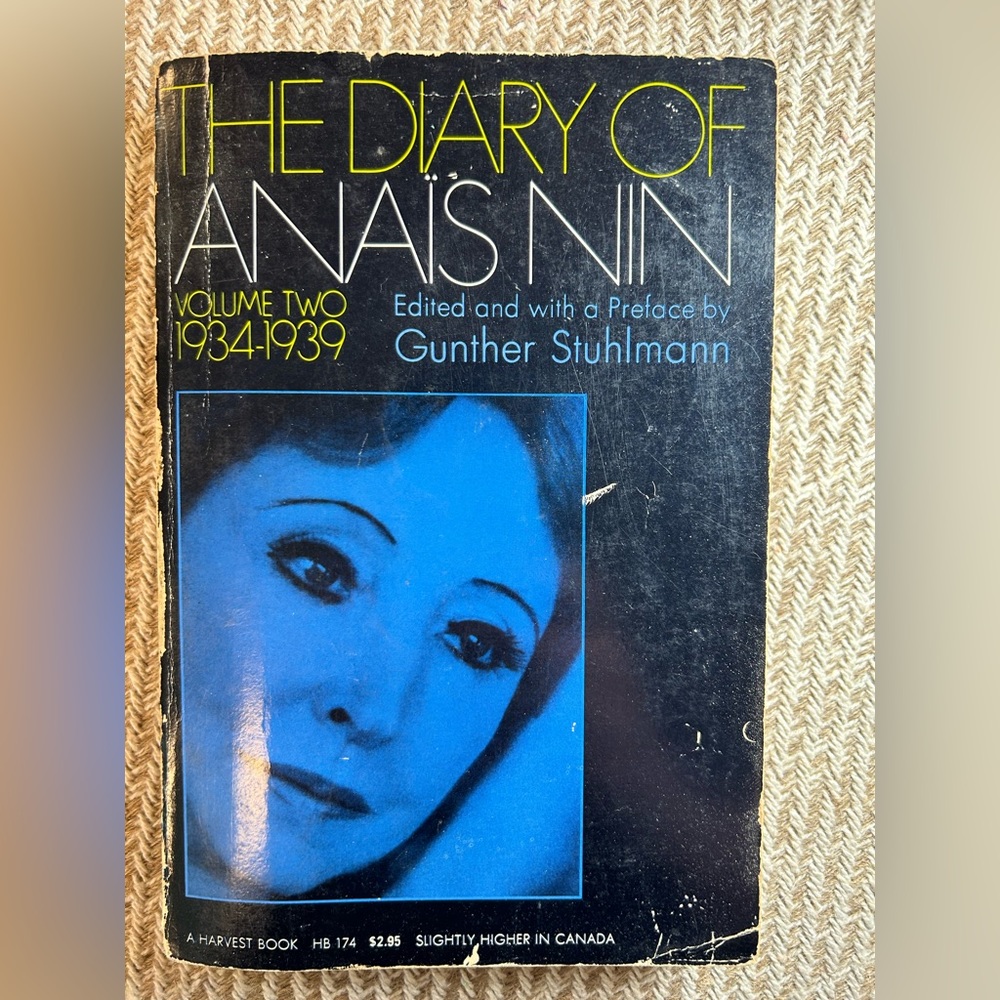 THE DIARY OF
ANAÏS NIN
VOLUME TWO
1934-1939
Edited and with a Preface by
Gunther Stuhlmann
A HARVEST BOOK HB 174 $2.95 SLIGHTLY HIGHER IN CANADA